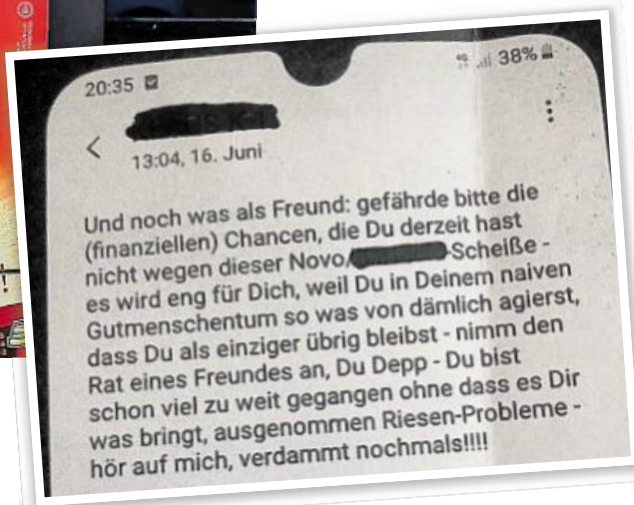 20:35
4G 38%
13:04, 16. Juni
Und noch was als Freund: gefährde bitte die
(finanziellen) Chancen, die Du derzeit hast
nicht wegen dieser Novo/ -Scheiße -
es wird eng für Dich, weil Du in Deinem naiven
Gutmenschentum so was von dämlich agierst,
dass Du als einziger übrig bleibst - nimm den
Rat eines Freundes an, Du Depp - Du bist
schon viel zu weit gegangen ohne dass es Dir
was bringt, ausgenommen Riesen-Probleme -
hör auf mich, verdammt nochmals!!!!